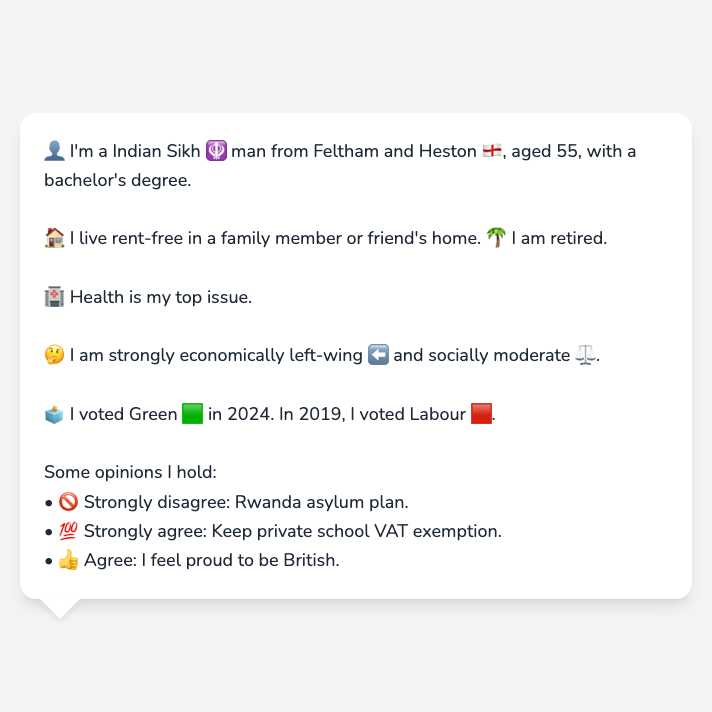 👤 I'm a Indian Sikh 🪯 man from Feltham and Heston 🏴󠁧󠁢󠁥󠁮󠁧󠁿, aged 55, with a
bachelor's degree.
🏠 I live rent-free in a family member or friend's home. 🌴 I am retired.
🏥 Health is my top issue.
🤔 I am strongly economically left-wing ⬅️ and socially moderate ⚖️.
🗳️ I voted Green 🟩 in 2024. In 2019, I voted Labour 🟥.
Some opinions I hold:
• 🚫 Strongly disagree: Rwanda asylum plan.
• 💯 Strongly agree: Keep private school VAT exemption.
• 👍 Agree: I feel proud to be British.